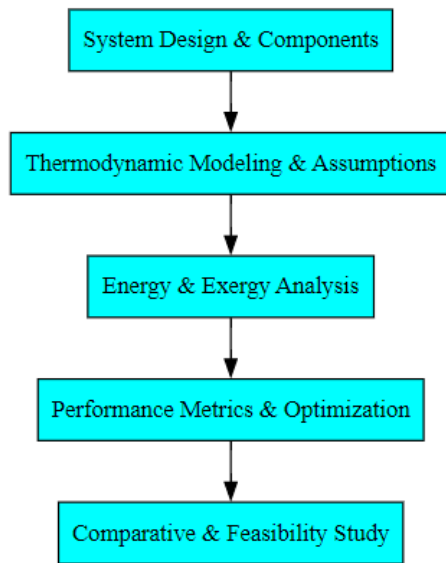 System Design & Components
Thermodynamic Modeling & Assumptions
Energy & Exergy Analysis
Performance Metrics & Optimization
Comparative & Feasibility Study